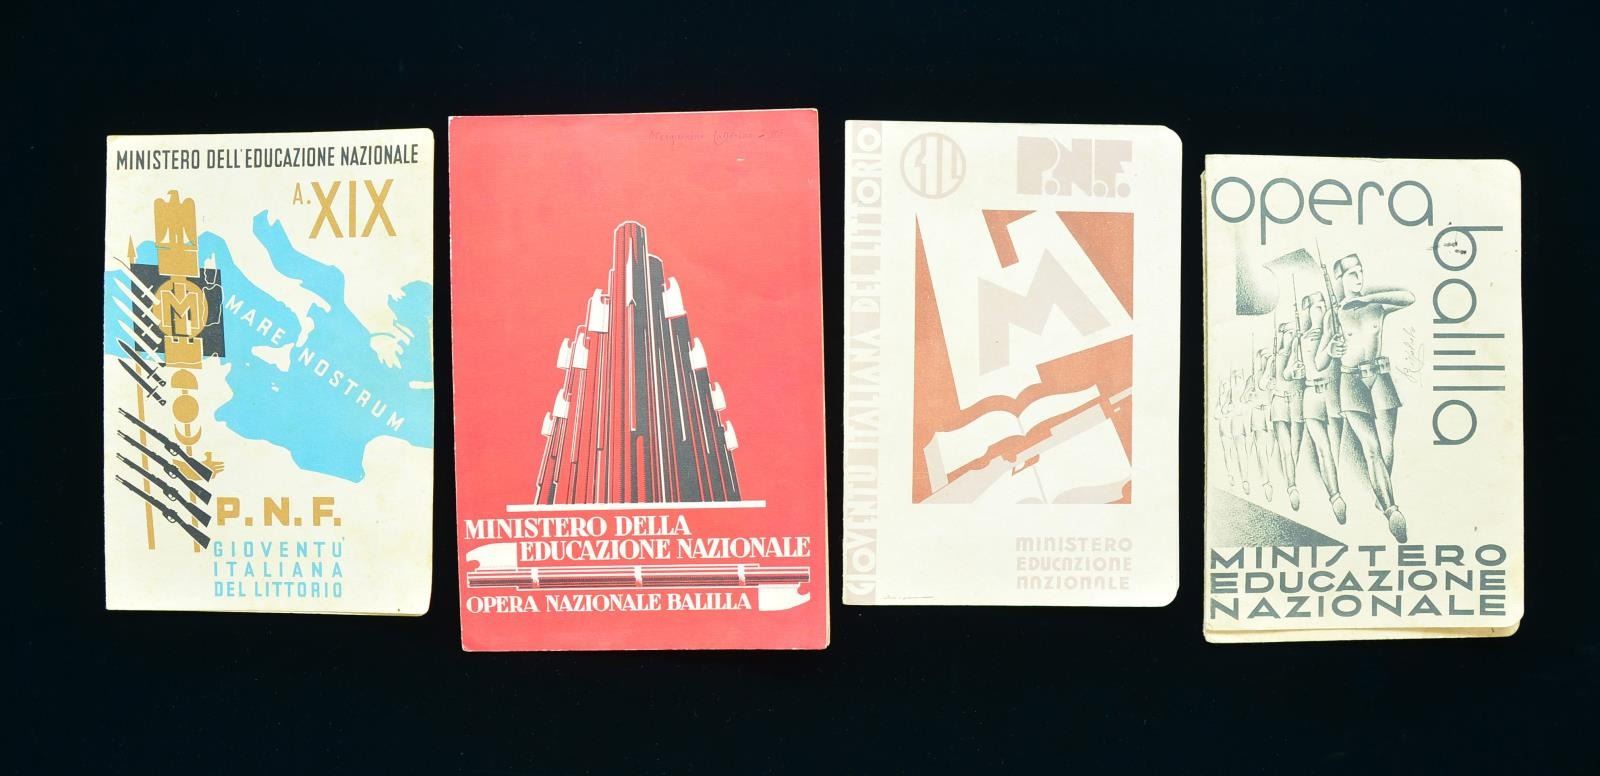 MINISTERO DELL'EDUCAZIONE NAZIONALE
A. XIX
M
MARE NOSTRUM
P. N. F.
GIOVENTU'
ITALIANA
DEL LITTORIO
MINISTERO DELLA
EDUCAZIONE NAZIONALE
OPERA NAZIONALE BALILLA
GIOVENTÙ ITALIANA DEL LITTORIO
GIL
P.N.F.
M
MINISTERO
EDUCAZIONE
NAZIONALE
opera
balilla
MINISTERO
EDUCAZIONE
NAZIONALE